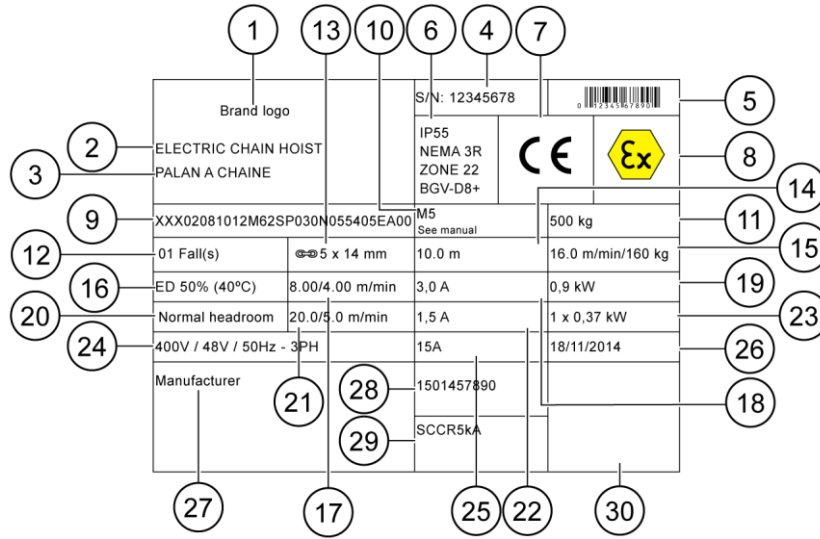 1
13
10
6
4
7
Brand logo
S/N: 12345678
0 12345 67890
5
2
ELECTRIC CHAIN HOIST
IP55
NEMA 3R
ZONE 22
BGV-D8+
CE
Ex
8
3
PALAN A CHAINE
14
9
XXX02081012M62SP030N055405EA00
M5
See manual
500 kg
11
12
01 Fall(s)
5 x 14 mm
10.0 m
16.0 m/min/160 kg
15
16
ED 50% (40ºC)
8.00/4.00 m/min
3,0 A
0,9 kW
19
20
Normal headroom
20.0/5.0 m/min
1,5 A
1 x 0,37 kW
23
24
400V / 48V / 50Hz - 3PH
15A
18/11/2014
26
Manufacturer
21
28
1501457890
18
29
SCCR5kA
27
17
25
22
30